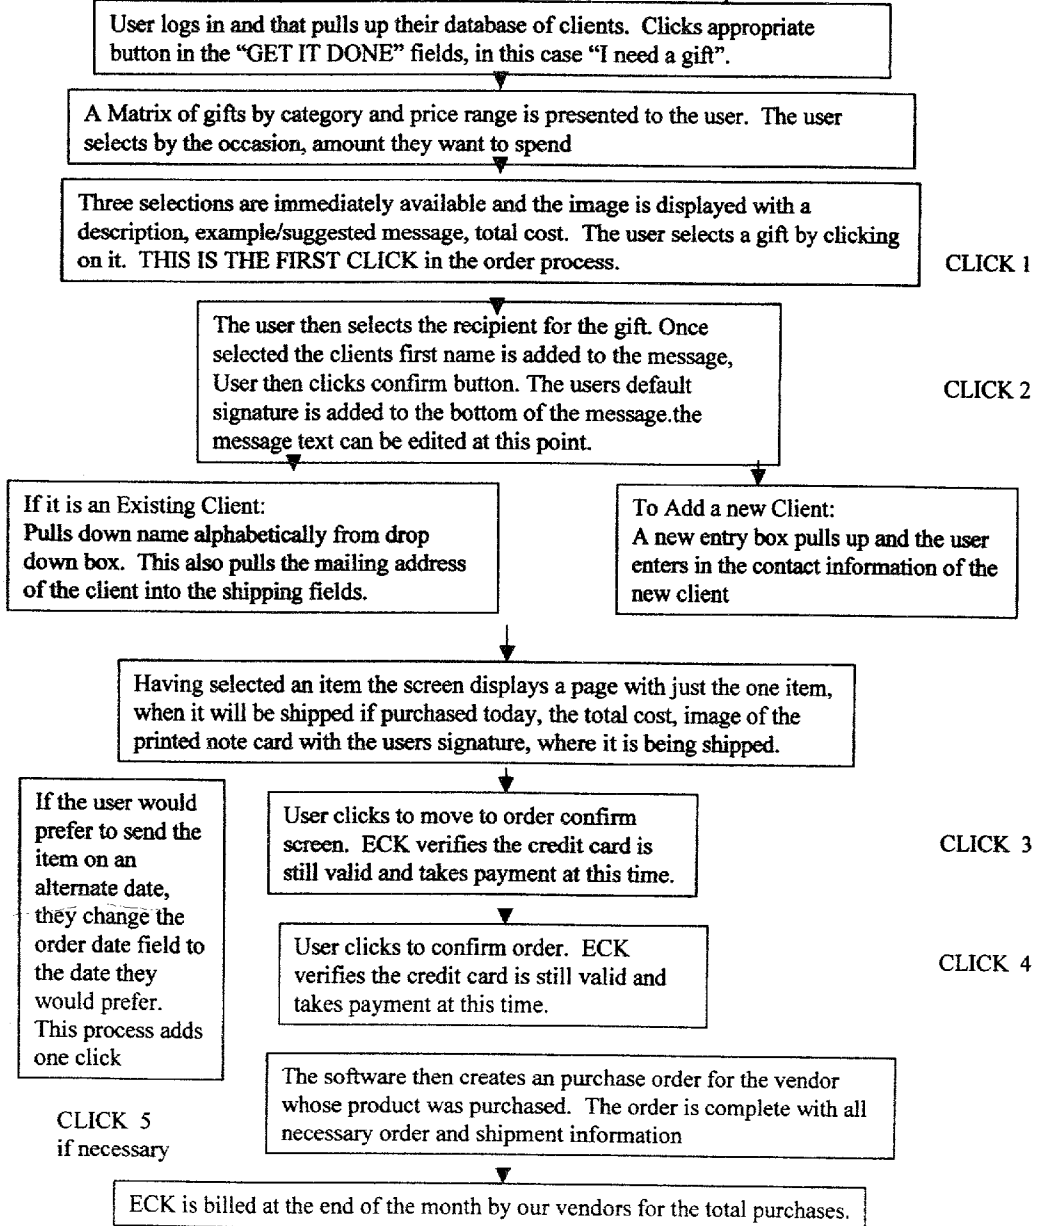 User logs in and that pulls up their database of clients.  Clicks appropriate
button in the “GET IT DONE” fields, in this case “I need a gift”.
A Matrix of gifts by category and price range is presented to the user.  The user
selects by the occasion, amount they want to spend
Three selections are immediately available and the image is displayed with a
description, example/suggested message, total cost.  The user selects a gift by clicking
on it.  THIS IS THE FIRST CLICK in the order process.
CLICK 1
The user then selects the recipient for the gift. Once
selected the clients first name is added to the message,
User then clicks confirm button. The users default
signature is added to the bottom of the message.the
message text can be edited at this point.
CLICK 2
If it is an Existing Client:
Pulls down name alphabetically from drop
down box.  This also pulls the mailing address
of the client into the shipping fields.
To Add a new Client:
A new entry box pulls up and the user
enters in the contact information of the
new client
Having selected an item the screen displays a page with just the one item,
when it will be shipped if purchased today, the total cost, image of the
printed note card with the users signature, where it is being shipped.
If the user would
prefer to send the
item on an
alternate date,
they change the
order date field to
the date they
would prefer.
This process adds
one click
CLICK 5
if necessary
User clicks to move to order confirm
screen.  ECK verifies the credit card is
still valid and takes payment at this time.
CLICK 3
User clicks to confirm order.  ECK
verifies the credit card is still valid and
takes payment at this time.
CLICK 4
The software then creates an purchase order for the vendor
whose product was purchased.  The order is complete with all
necessary order and shipment information
ECK is billed at the end of the month by our vendors for the total purchases.